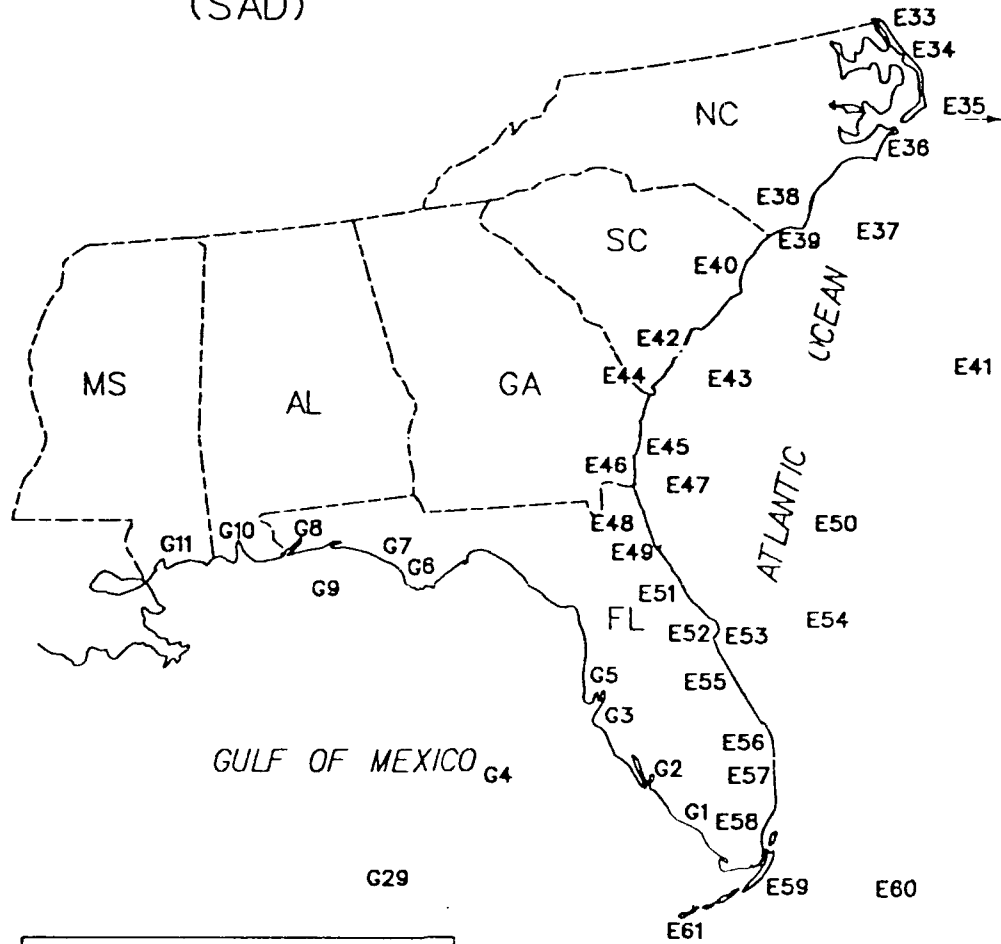 (SAD)
E33
E34
E35
NC
E36
E38
E37
SC
E39
E40
OCEAN
E42
E41
MS
AL
GA
E44
E43
E45
E46
E47
ATLANTIC
E48
E50
G11
G10
G8
G7
E49
G6
G9
E51
FL
E52
E53
E54
G5
E55
G3
E56
GULF OF MEXICO
G4
G2
E57
G1
E58
G29
E59
E60
E61